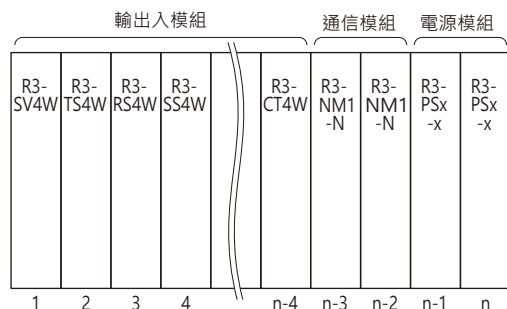 輸出入模組 通信模組 電源模組
R3-
SV4W
R3-
TS4W
R3-
RS4W
R3-
SS4W
R3-
CT4W
R3-
NM1
-N
R3-
NM1
-N
R3-
PSx
-x
R3-
PSx
-x
1 2 3 4 n-4 n-3 n-2 n-1 n